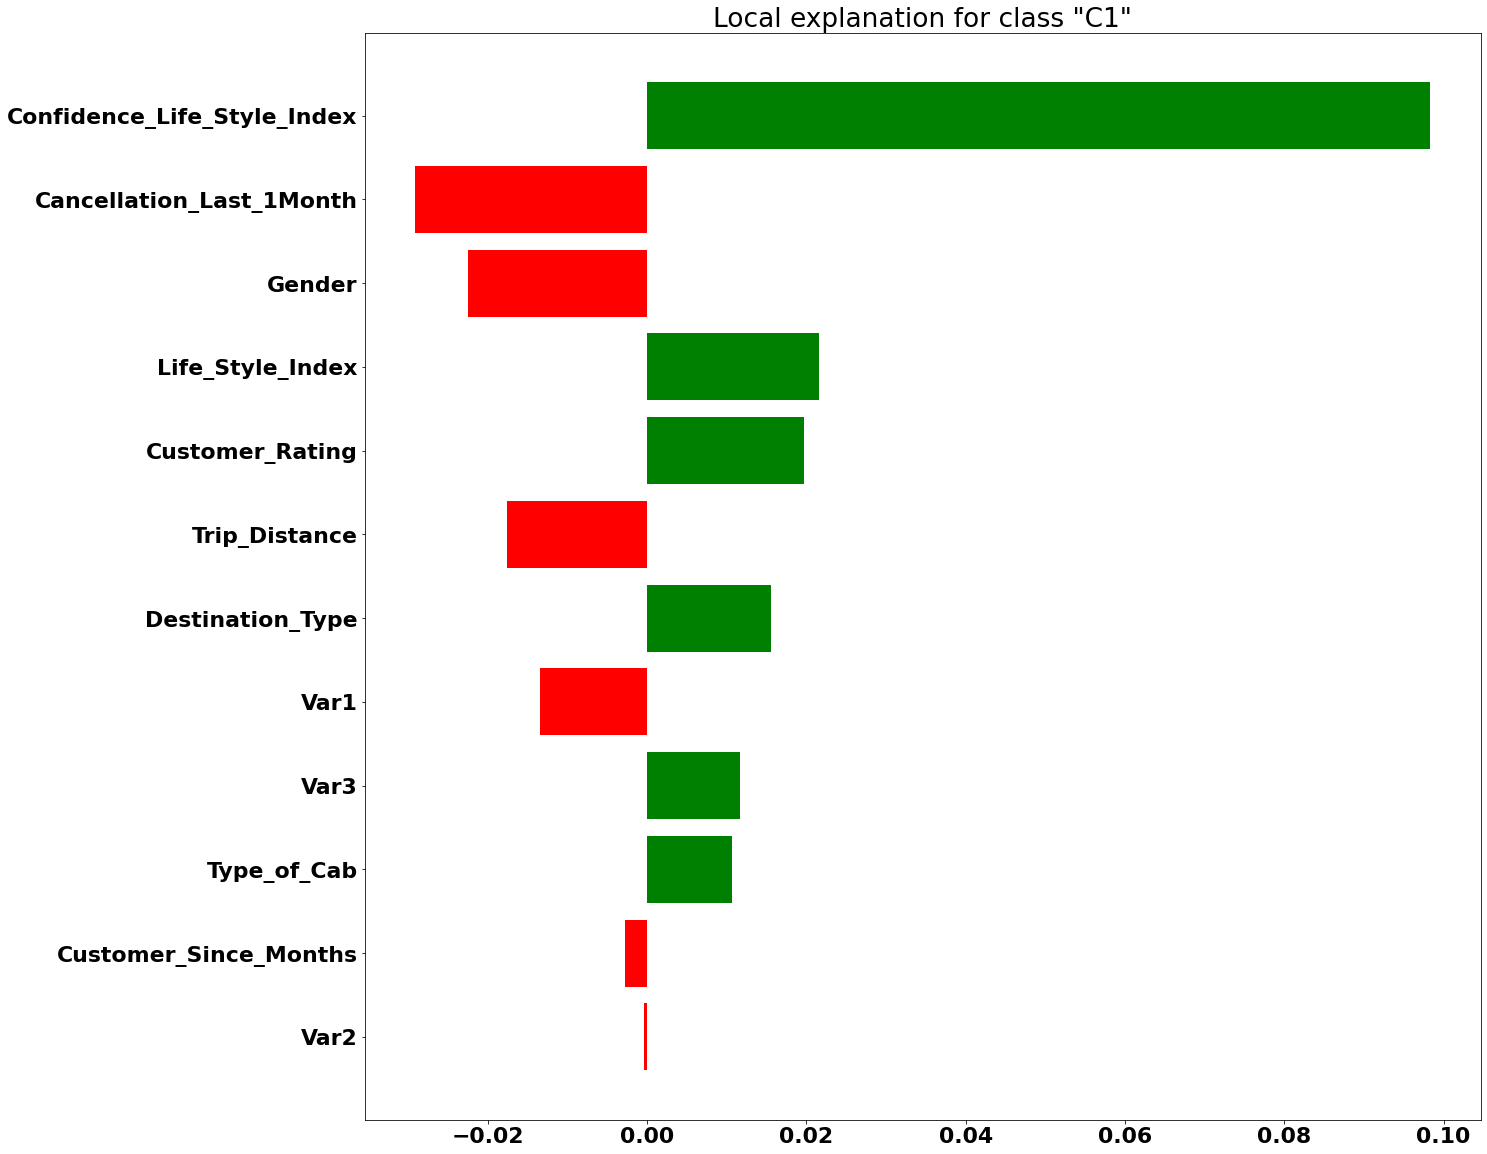 Local explanation for class "C1"
Confidence_Life_Style_Index
Cancellation_Last_1Month
Gender
Life_Style_Index
Customer_Rating
Trip_Distance
Destination_Type
Var1
Var3
Type_of_Cab
Customer_Since_Months
Var2
−0.02 0.00 0.02 0.04 0.06 0.08 0.10